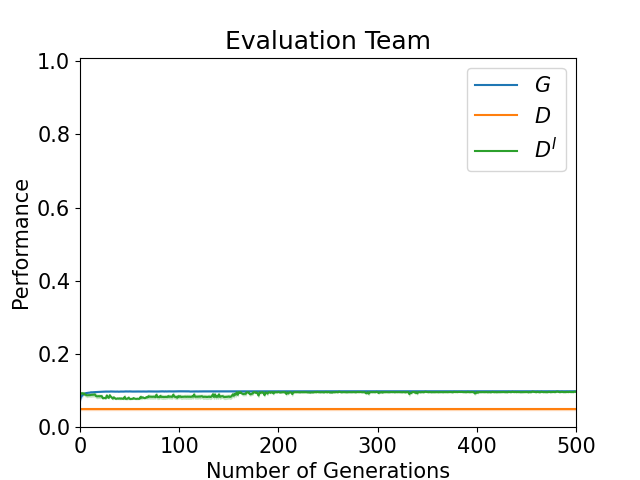 Evaluation Team
G
D
D^l
1.0
0.8
0.6
0.4
0.2
0.0
Performance
0 100 200 300 400 500
Number of Generations